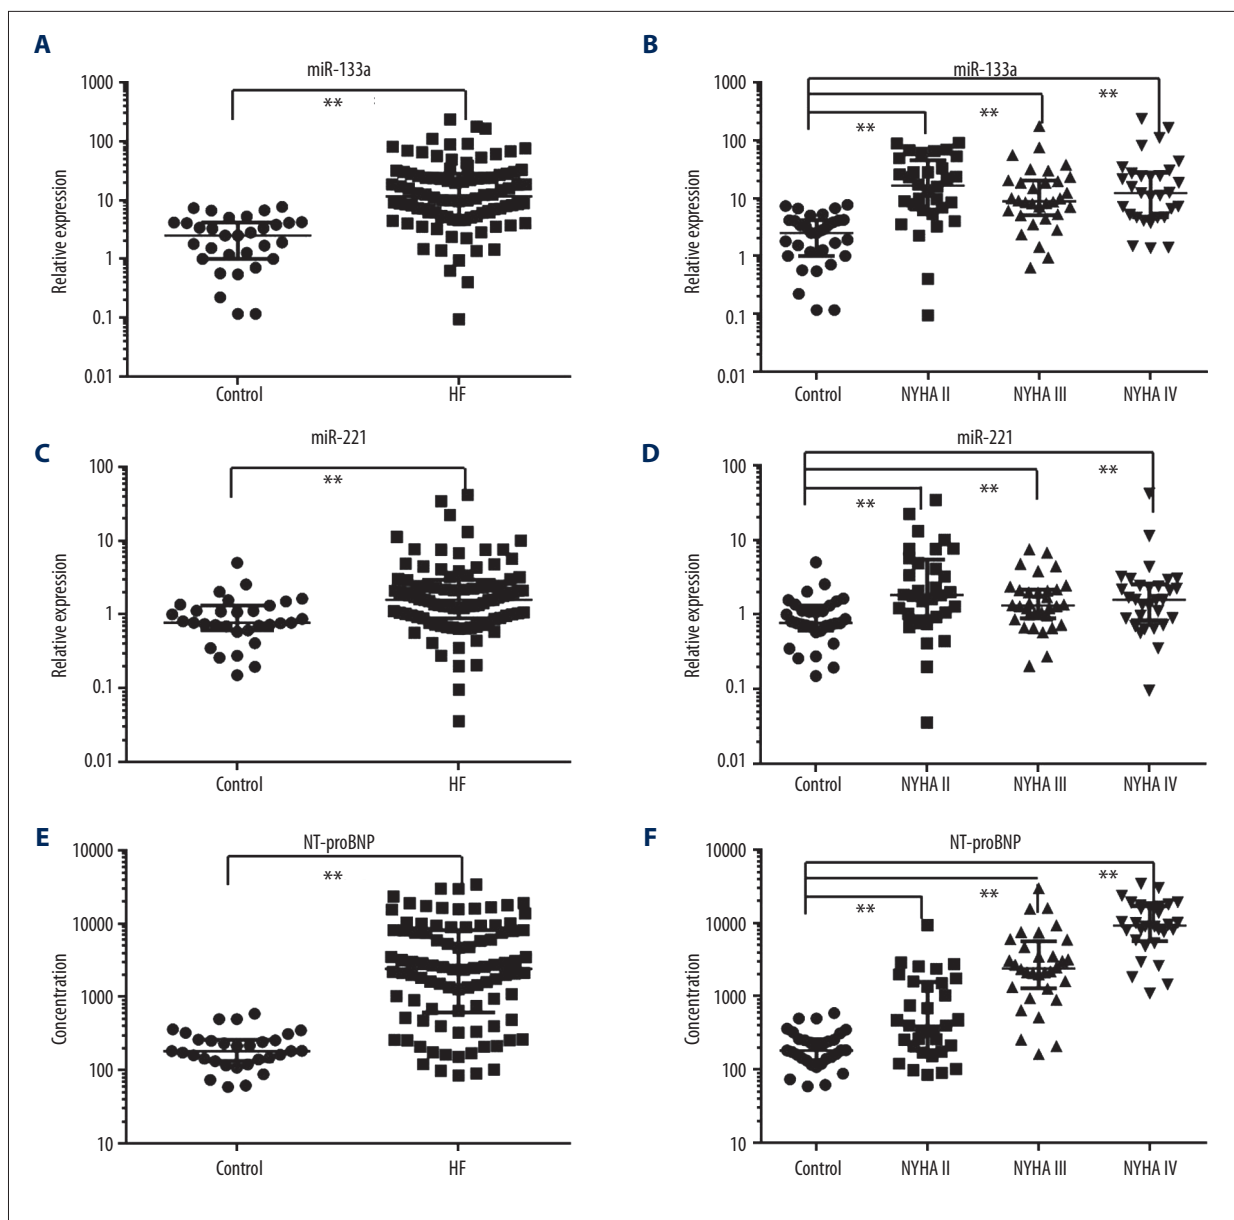 A
miR-133a
**
Relative expression
1000
100
10
1
0.1
0.01
Control
HF
B
miR-133a
**
**
**
Relative expression
1000
100
10
1
0.1
0.01
Control
NYHA II
NYHA III
NYHA IV
C
miR-221
**
Relative expression
100
10
1
0.1
0.01
Control
HF
D
miR-221
**
**
**
Relative expression
100
10
1
0.1
0.01
Control
NYHA II
NYHA III
NYHA IV
E
NT-proBNP
**
Concentration
10000
10000
1000
100
10
Control
HF
F
NT-proBNP
**
**
**
Concentration
10000
10000
1000
100
10
Control
NYHA II
NYHA III
NYHA IV